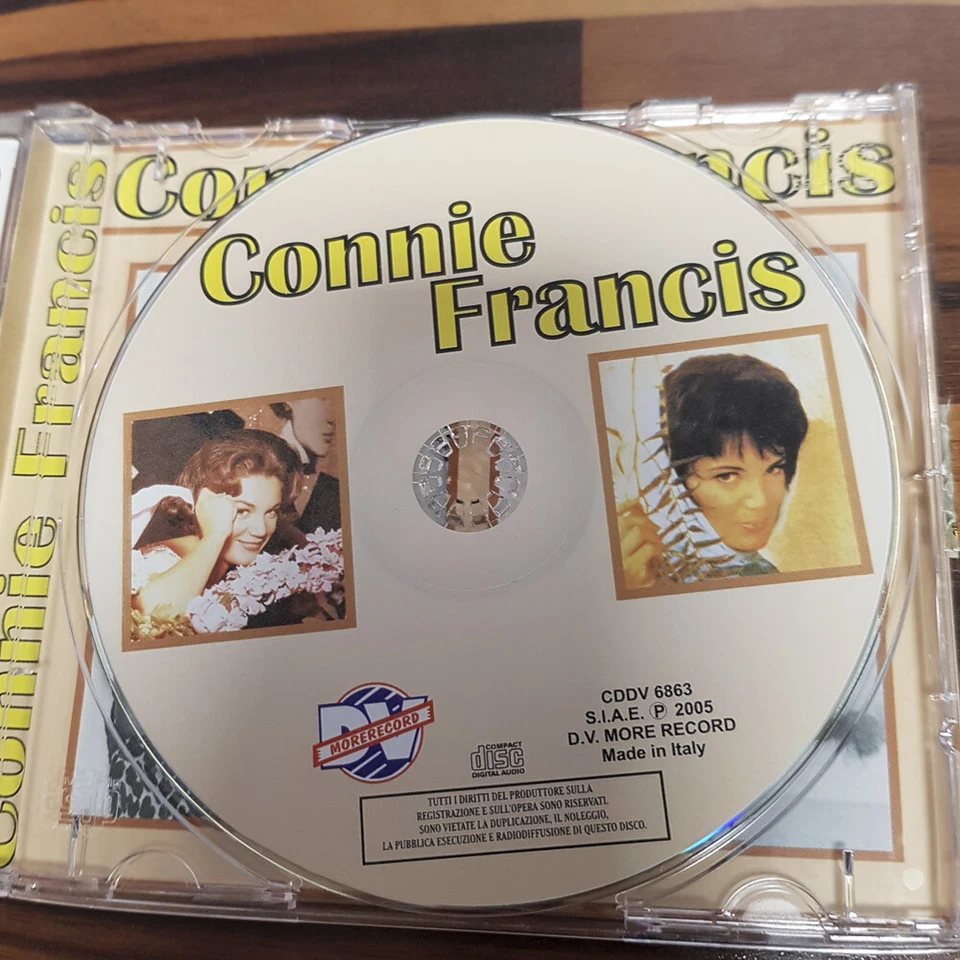 Connie Francis
Co ncis
Connie
Francis
CDDV 6863
S.I.A.E. Ⓟ 2005
D.V. MORE RECORD
Made in Italy
DV
MORERECORD
COMPACT
disc
DIGITAL AUDIO
TUTTI I DIRITTI DEL PRODUTTORE SULLA
REGISTRAZIONE E SULL'OPERA SONO RISERVATI.
SONO VIETATE LA DUPLICAZIONE, IL NOLEGGIO,
LA PUBBLICA ESECUZIONE E RADIODIFFUSIONE DI QUESTO DISCO.